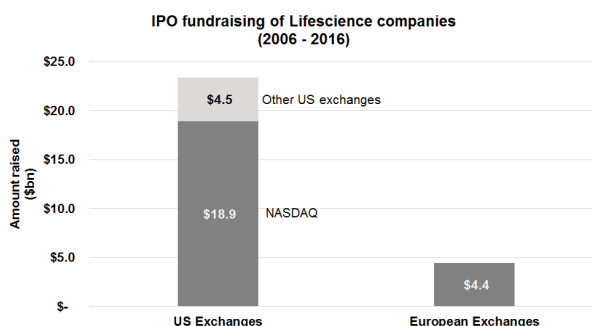 IPO fundraising of Lifescience companies
(2006 - 2016)
$25.0
$20.0
$15.0
$10.0
$5.0
$-
Amount raised
($bn)
$4.5
Other US exchanges
$18.9
NASDAQ
$4.4
US Exchanges
European Exchanges